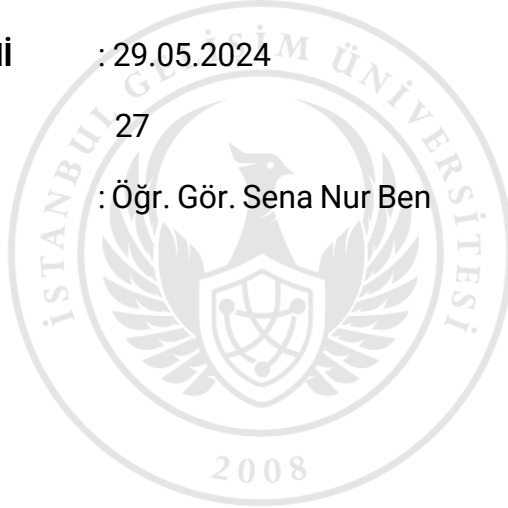 : 29.05.2024
27
: Öğr. Gör. Sena Nur Ben
İSTANBUL GELİŞİM ÜNİVERSİTESİ
2008